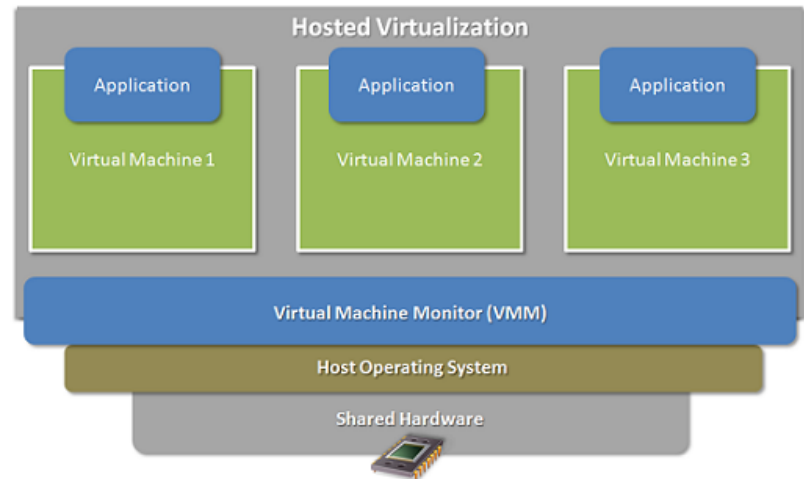 Hosted Virtualization
Application
Application
Application
Virtual Machine 1
Virtual Machine 2
Virtual Machine 3
Virtual Machine Monitor (VMM)
Host Operating System
Shared Hardware